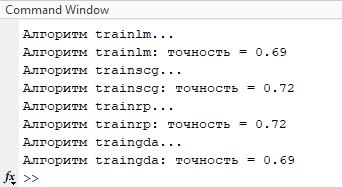 Command Window
Алгоритм trainlm...
Алгоритм trainlm: точность = 0.69
Алгоритм trainscg...
Алгоритм trainscg: точность = 0.72
Алгоритм trainrp...
Алгоритм trainrp: точность = 0.72
Алгоритм traingda...
Алгоритм traingda: точность = 0.69
fx >>